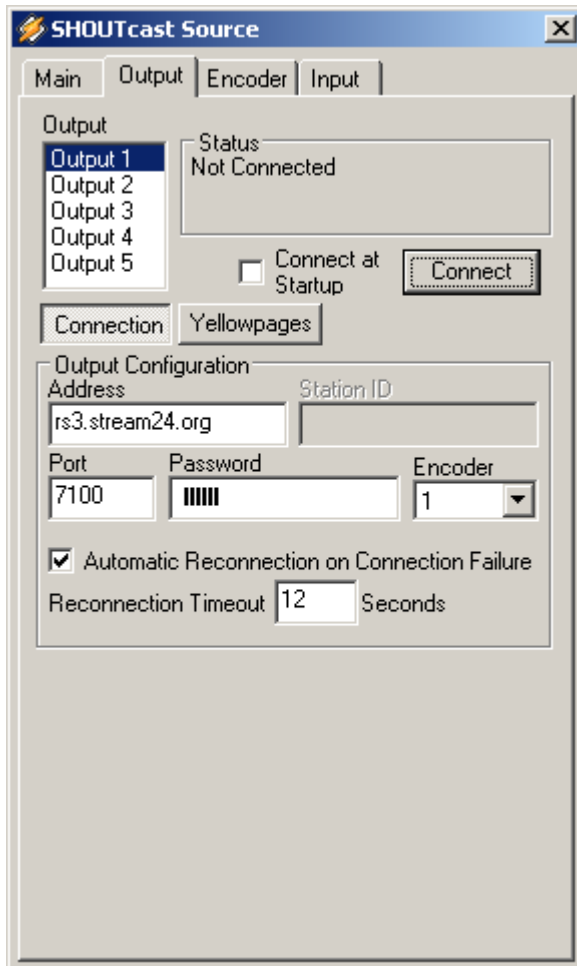 SHOUTcast Source
Main Output Encoder Input
Output
Output 1
Output 2
Output 3
Output 4
Output 5
Status
Not Connected
Connect at
Startup
Connect
Connection Yellowpages
Output Configuration
Address Station ID
rs3.stream24.org
Port Password Encoder
7100 1
Automatic Reconnection on Connection Failure
Reconnection Timeout 12 Seconds